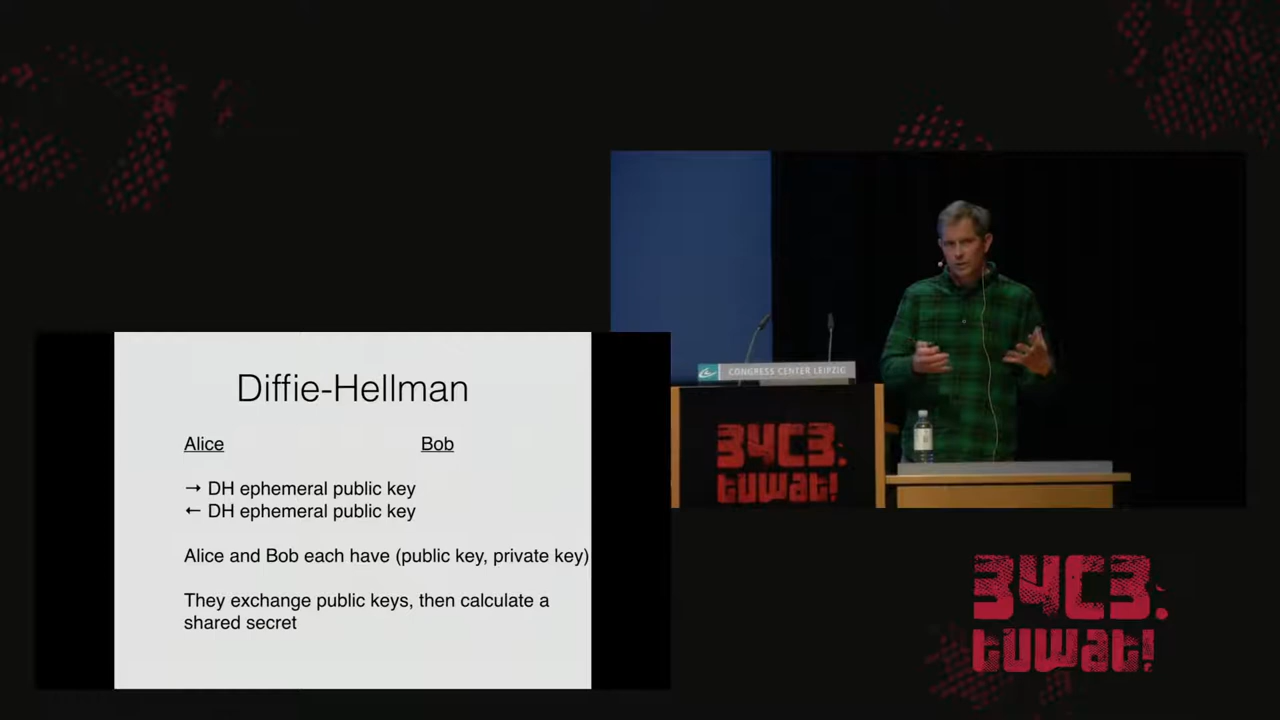 Diffie-Hellman
Alice Bob
→ DH ephemeral public key
← DH ephemeral public key
Alice and Bob each have (public key, private key)
They exchange public keys, then calculate a
shared secret
CONGRESS CENTER LEIPZIG
34C3:
tuwat!
34C3:
tuwat!